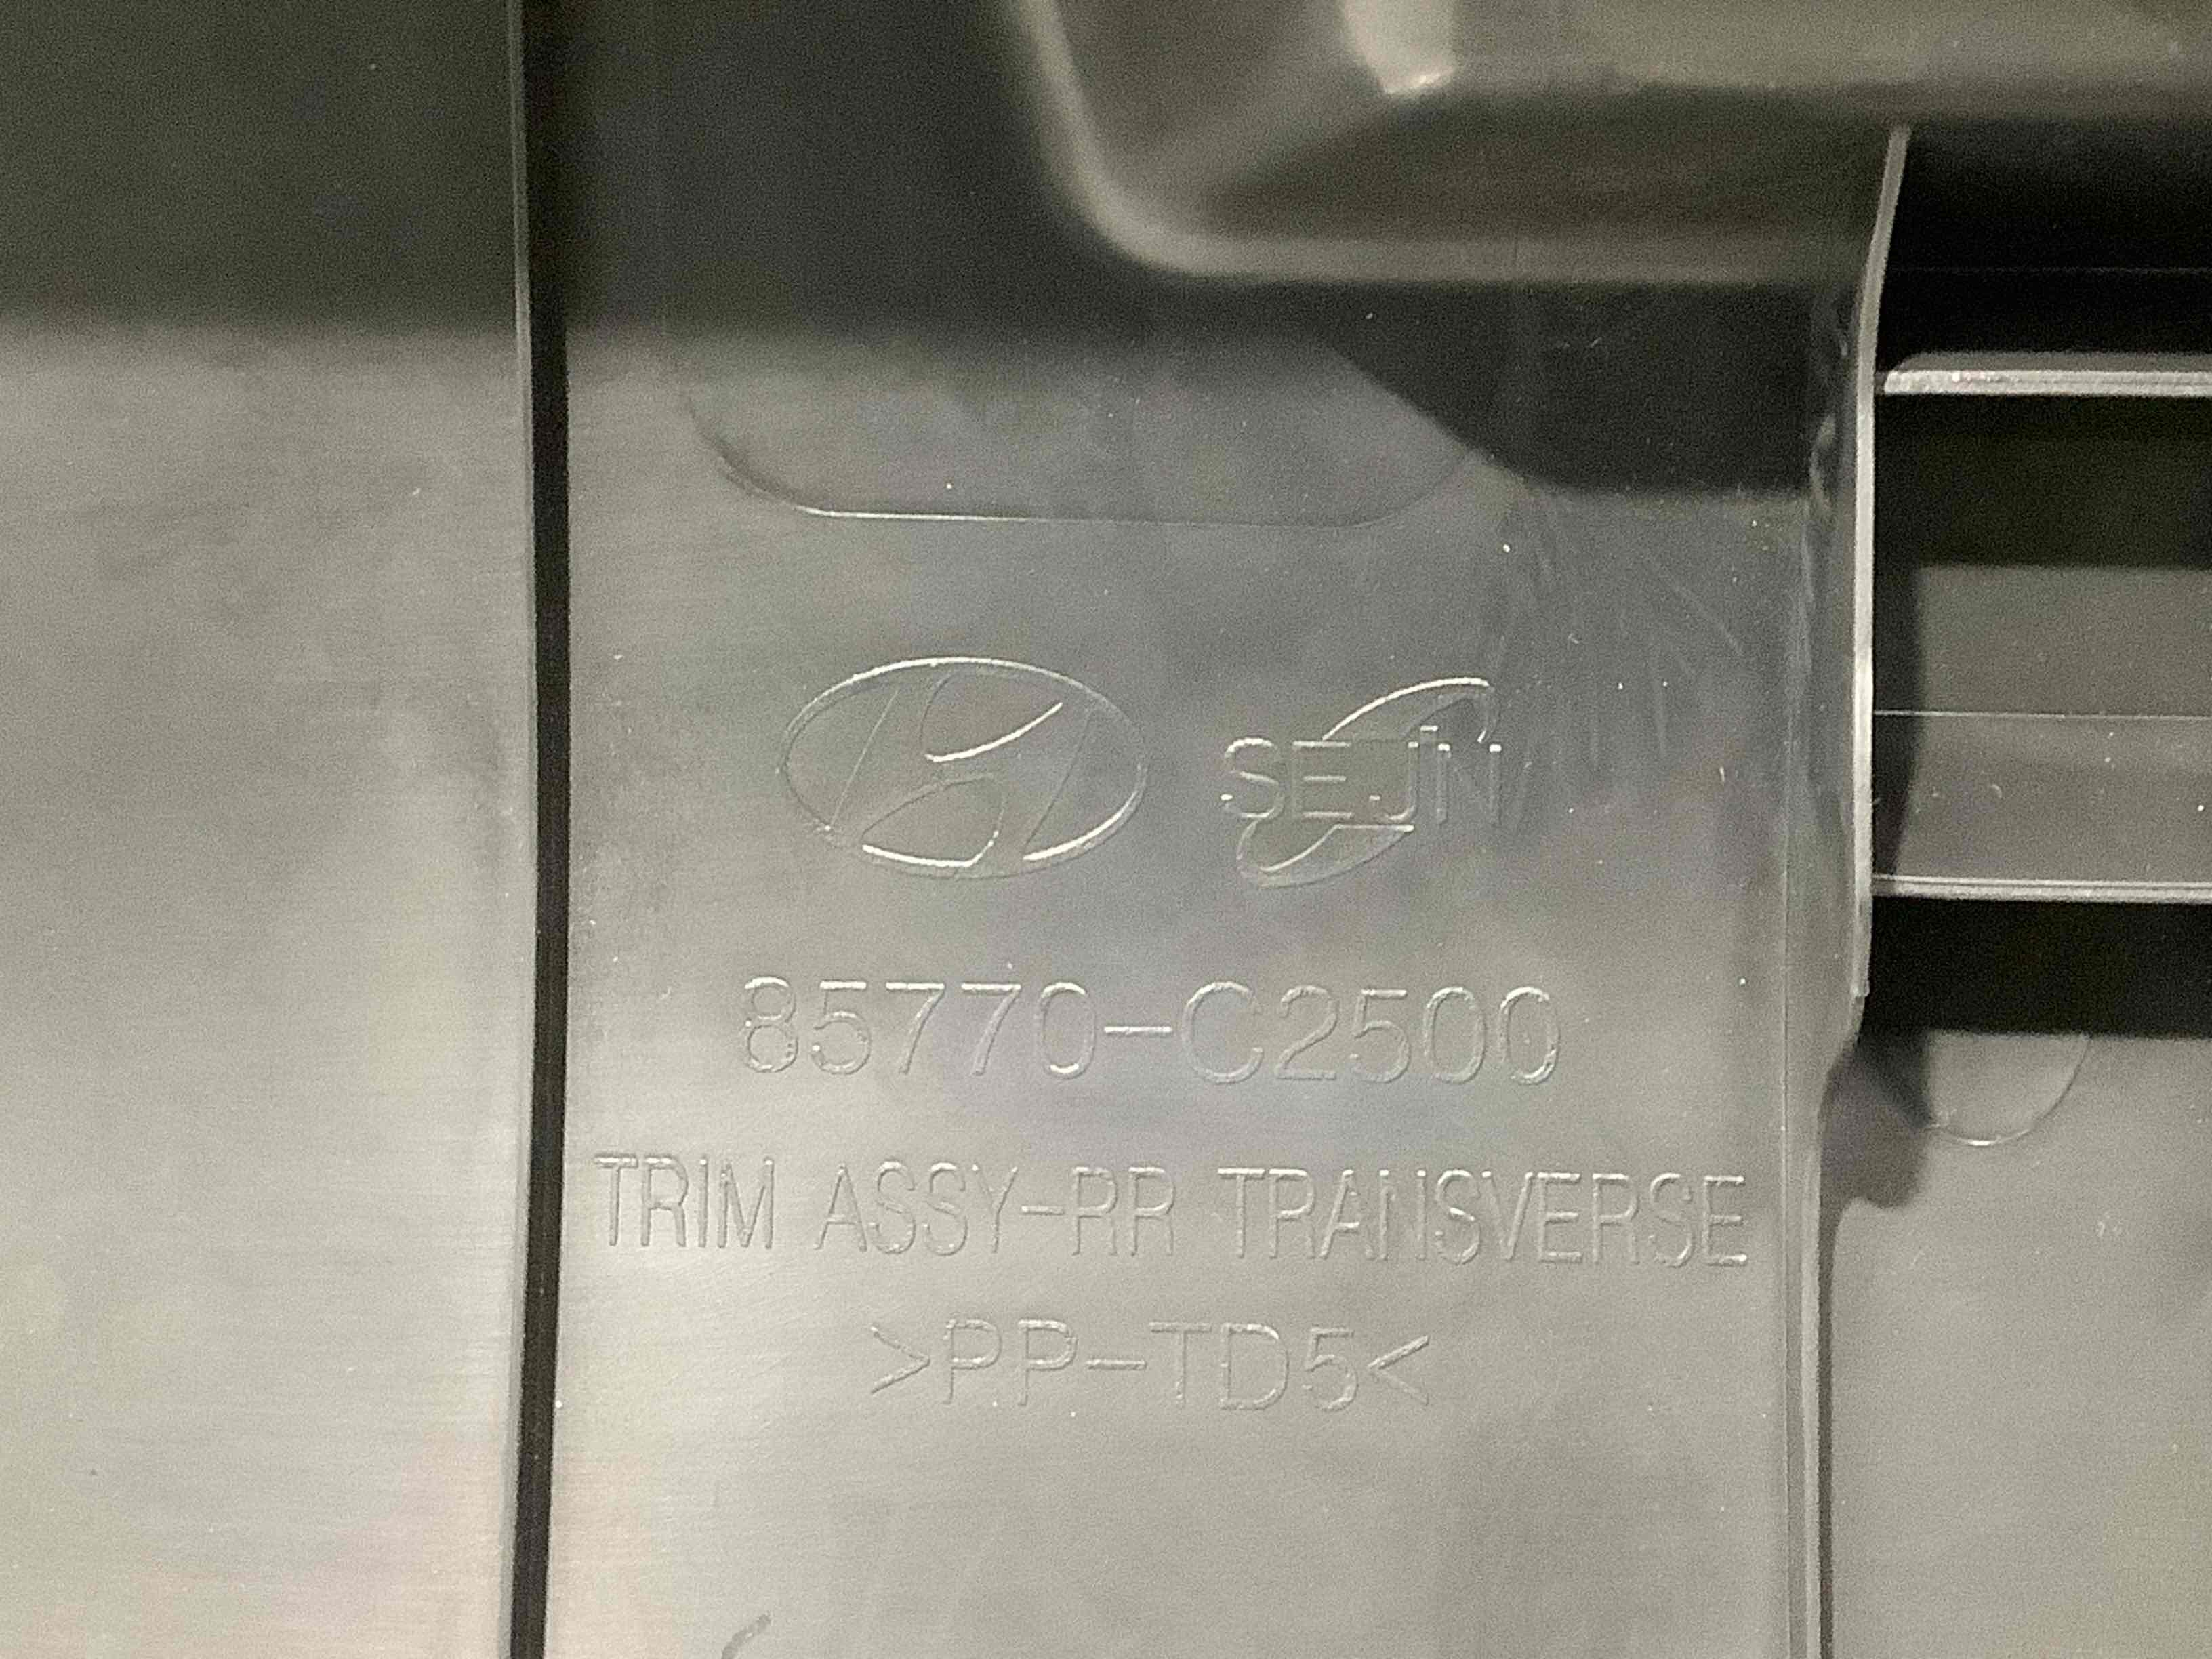 SEJIN
85770-C2500
TRIM ASSY-RR TRANSVERSE
>PP-TD5<